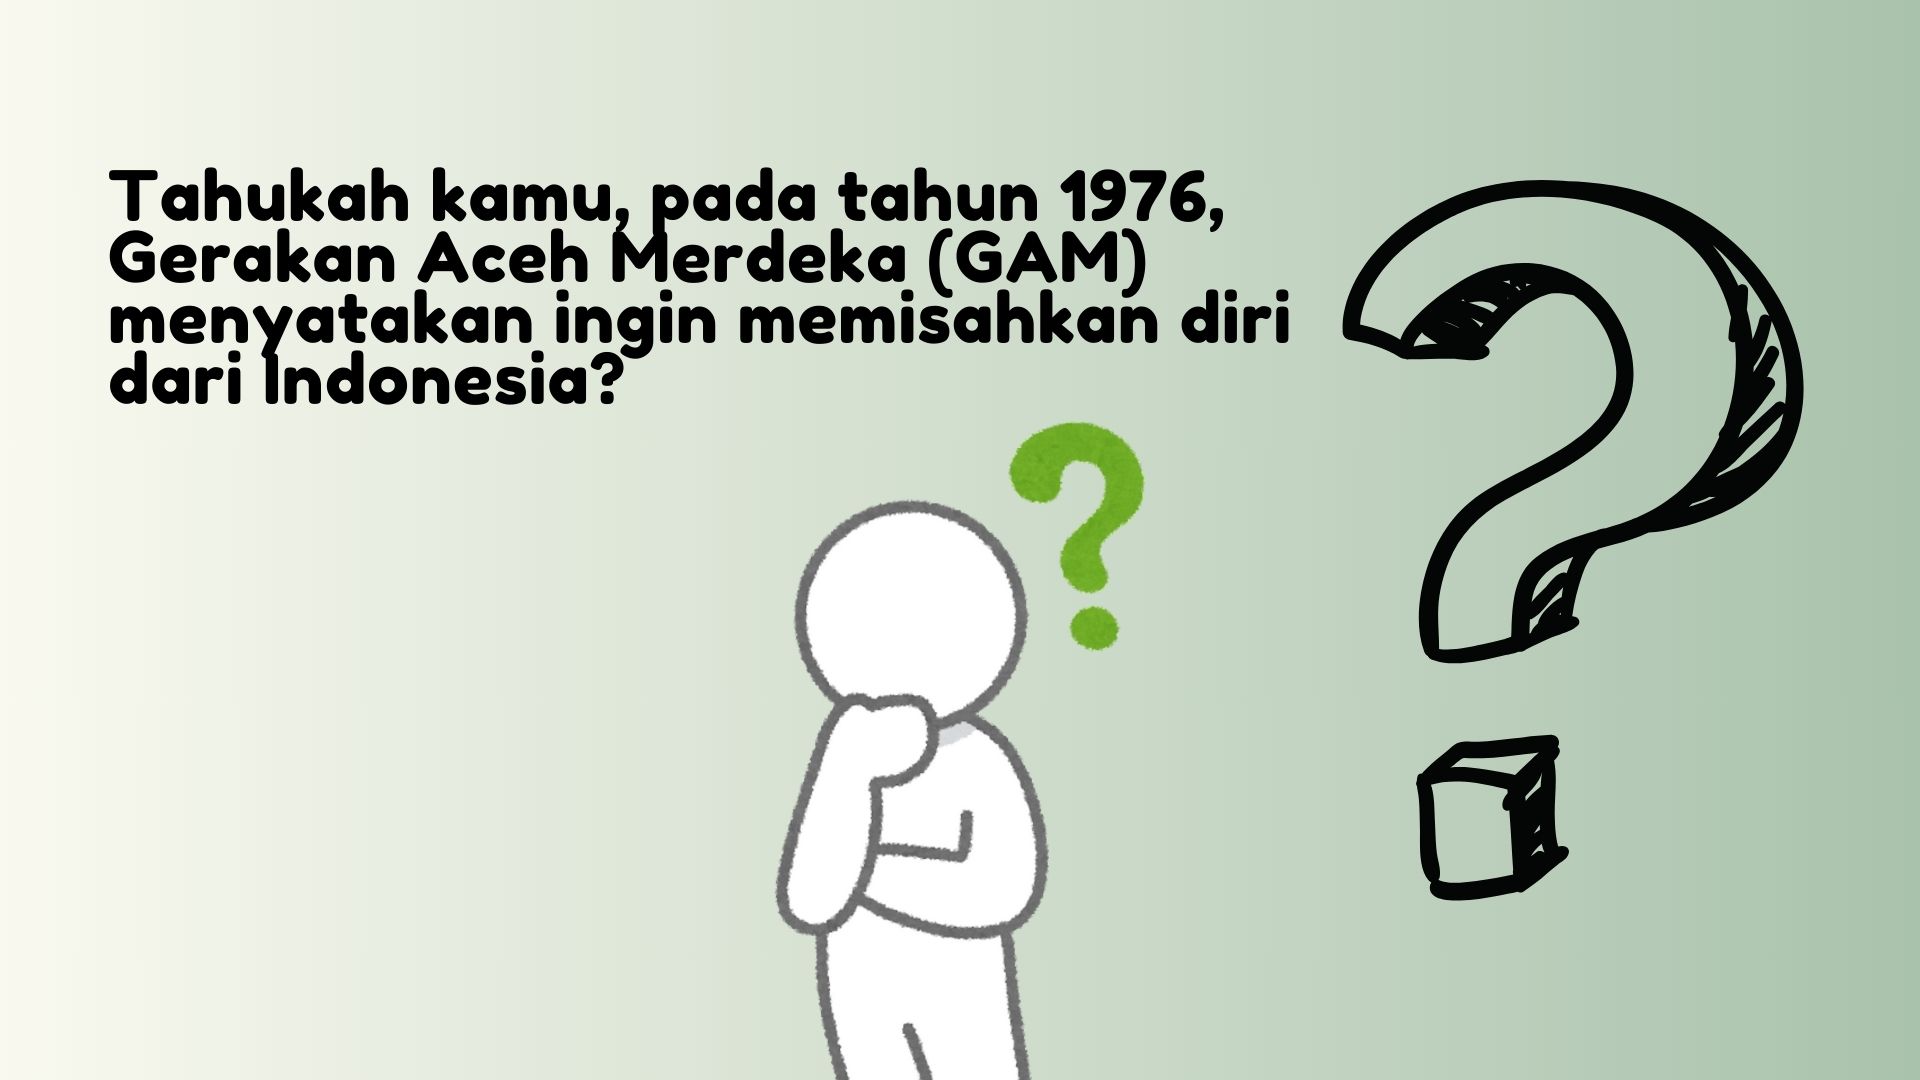 Tahukah kamu, pada tahun 1976,
Gerakan Aceh Merdeka (GAM)
menyatakan ingin memisahkan diri
dari Indonesia?